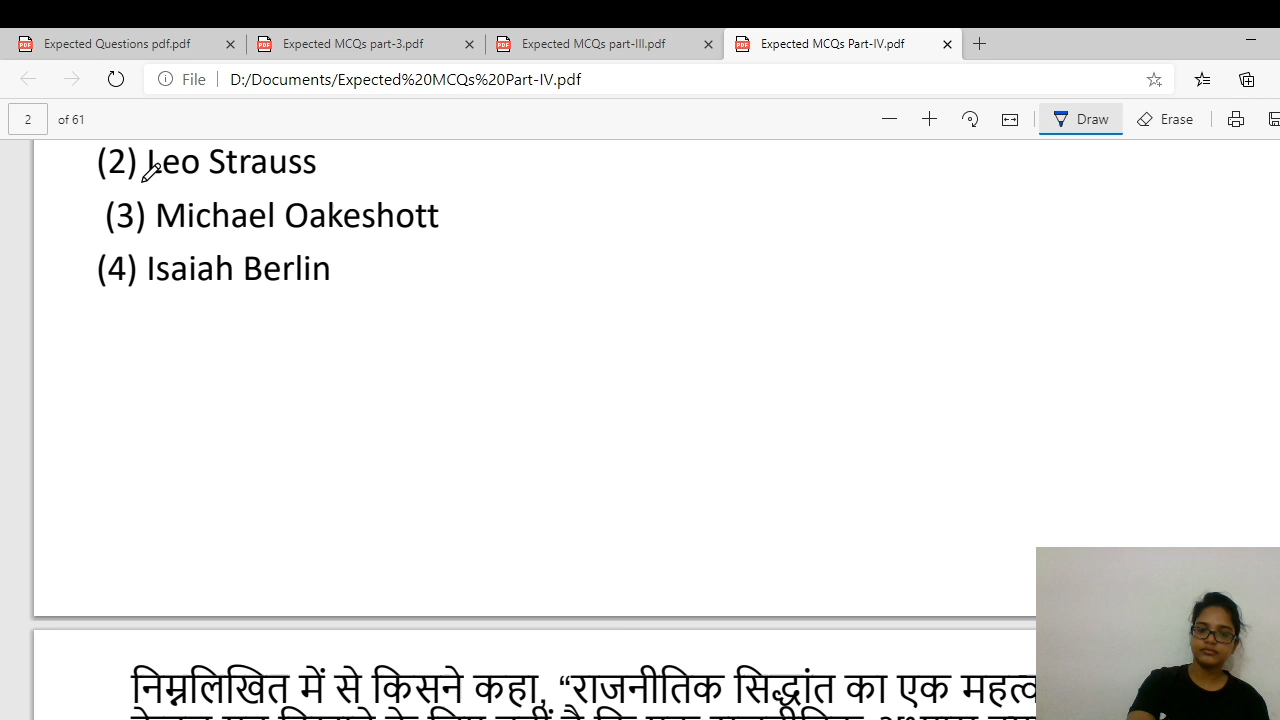 Expected Questions pdf.pdf
Expected MCQs part-3.pdf
Expected MCQs part-III.pdf
Expected MCQs Part-IV.pdf
File
D:/Documents/Expected%20MCQs%20Part-IV.pdf
2 of 61
Draw
Erase
(2) Leo Strauss
(3) Michael Oakeshott
(4) Isaiah Berlin
निम्नलिखित में से किसने कहा, “राजनीतिक सिद्धांत का एक